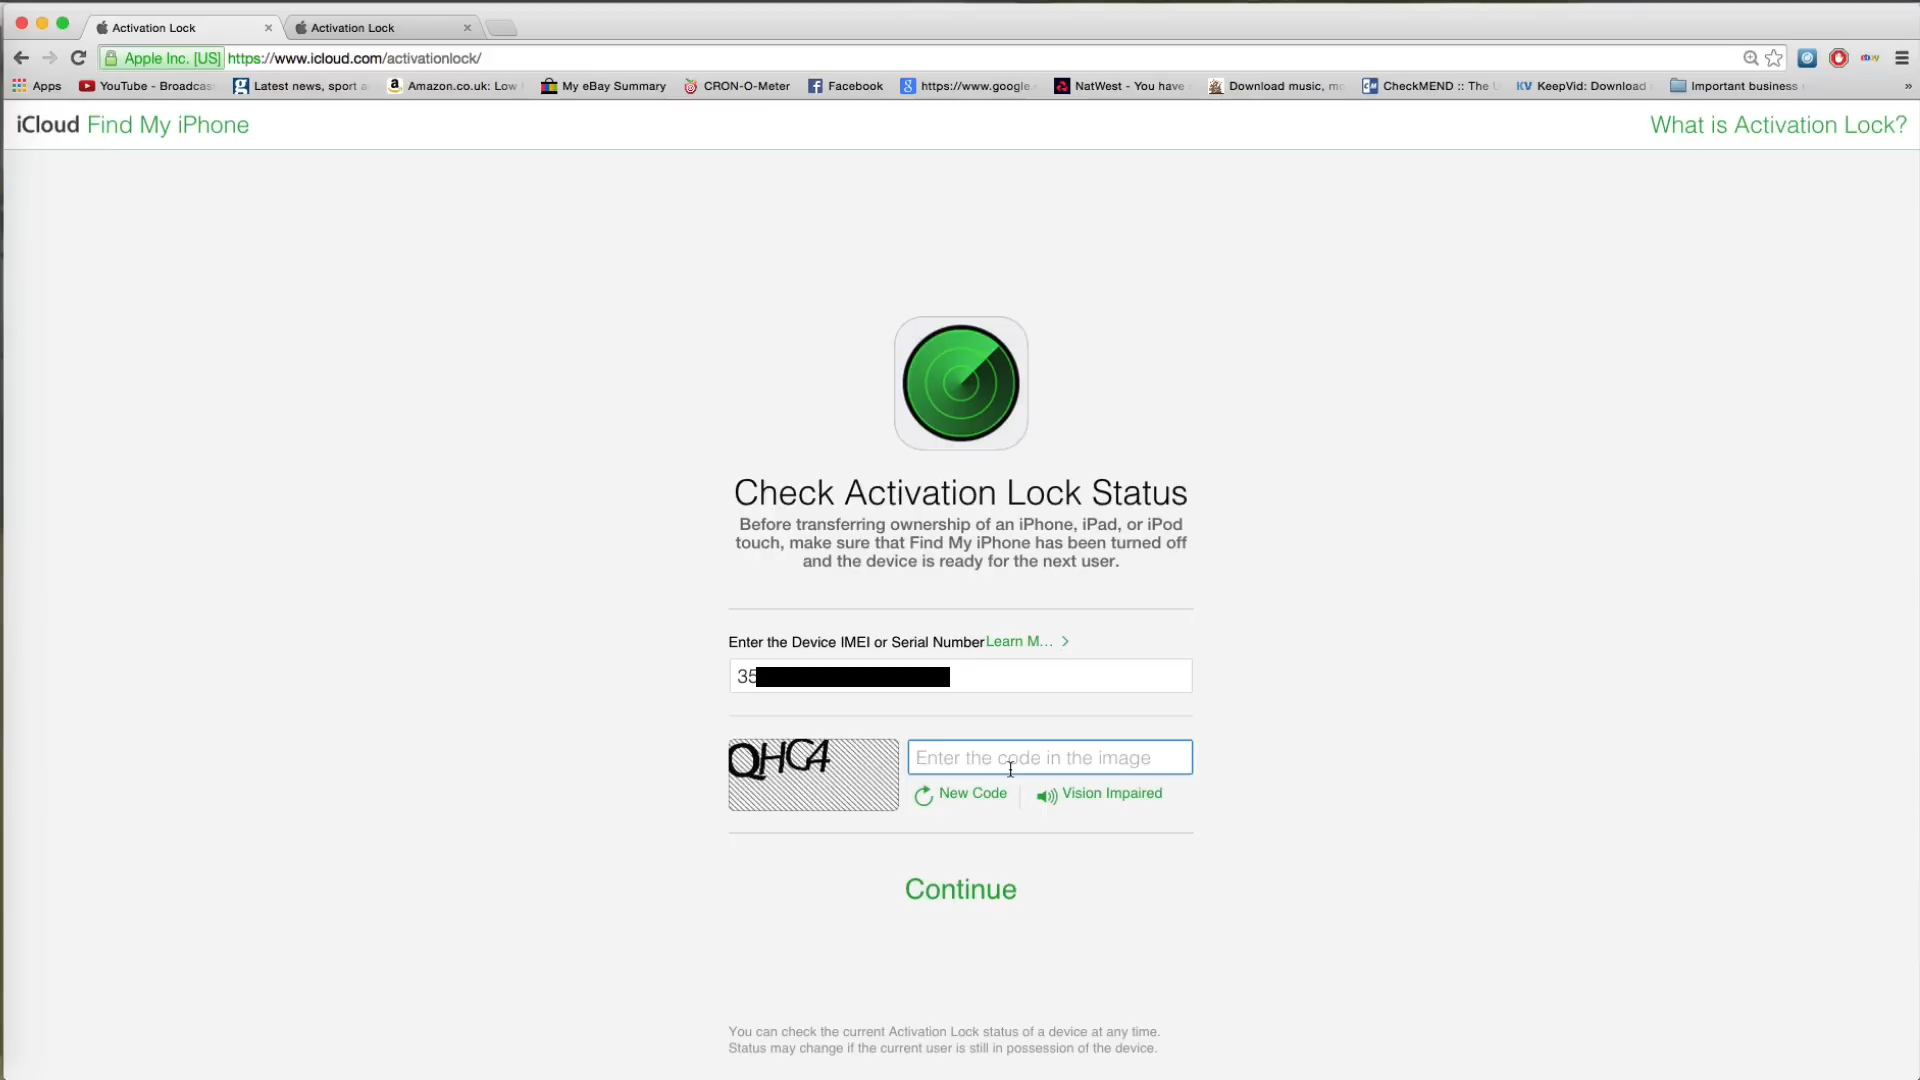 Activation Lock
Activation Lock
Apple Inc. [US] https://www.icloud.com/activationlock/
Apps YouTube - Broadcas Latest news, sport a Amazon.co.uk: Low My eBay Summary CRON-O-Meter Facebook https://www.google. NatWest - You have Download music, mo CheckMEND :: The U KV KeepVid: Download Important business »
iCloud Find My iPhone
What is Activation Lock?
Check Activation Lock Status
Before transferring ownership of an iPhone, iPad, or iPod
touch, make sure that Find My iPhone has been turned off
and the device is ready for the next user.
Enter the Device IMEI or Serial Number Learn M... >
35
QHC4
Enter the code in the image
New Code
Vision Impaired
Continue
You can check the current Activation Lock status of a device at any time.
Status may change if the current user is still in possession of the device.